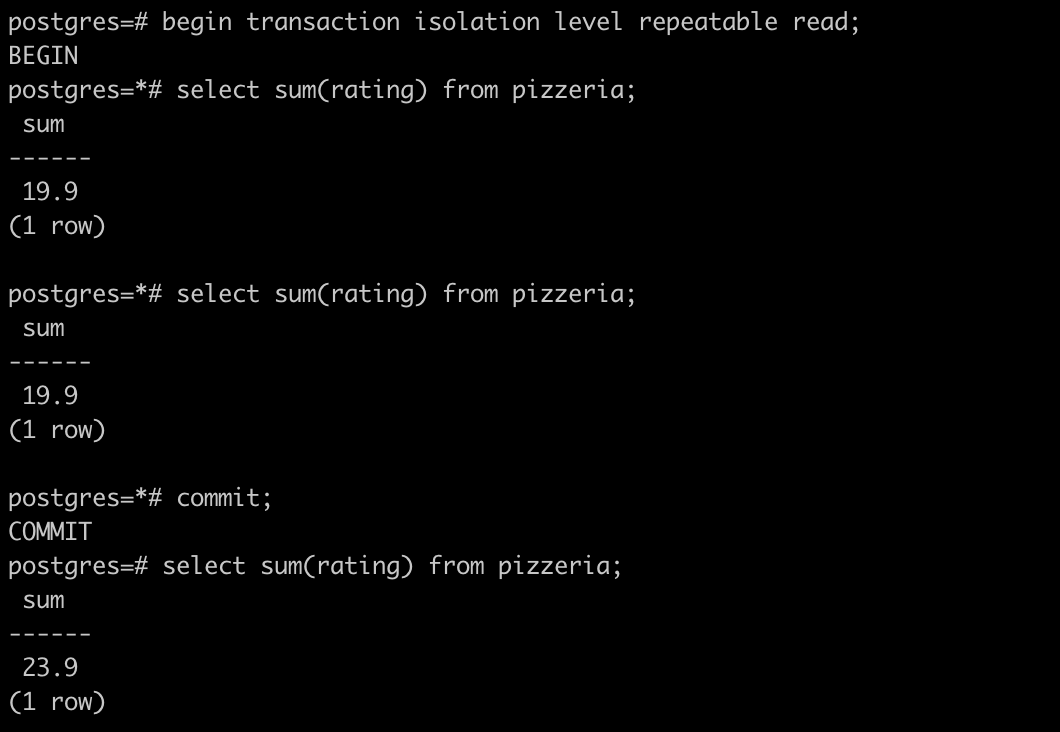 postgres=# begin transaction isolation level repeatable read;
BEGIN
postgres=*# select sum(rating) from pizzeria;
 sum
------
 19.9
(1 row)

postgres=*# select sum(rating) from pizzeria;
 sum
------
 19.9
(1 row)

postgres=*# commit;
COMMIT
postgres=# select sum(rating) from pizzeria;
 sum
------
 23.9
(1 row)